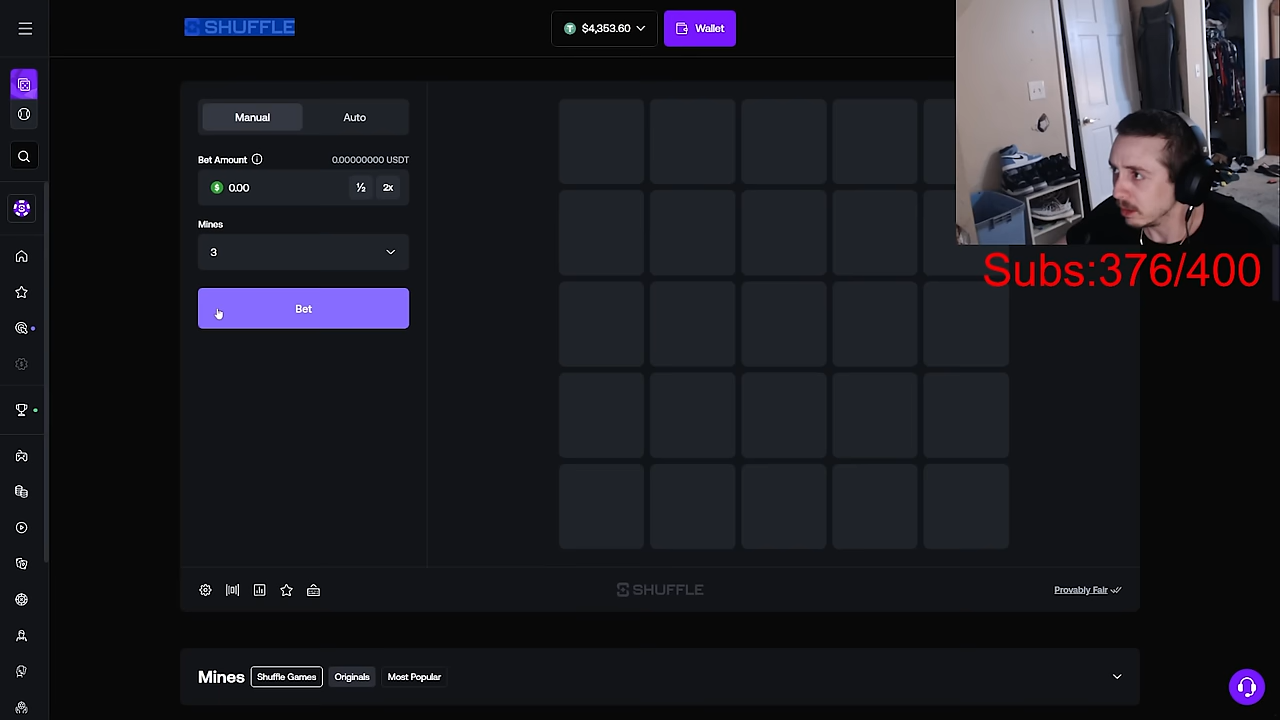 SHUFFLE
$4,353.60
Wallet
Manual
Auto
Bet Amount
0.00000000 USDT
0.00
½
2x
Mines
3
Bet
Subs:376/400
SHUFFLE
Provably Fair
Mines
Shuffle Games
Originals
Most Popular